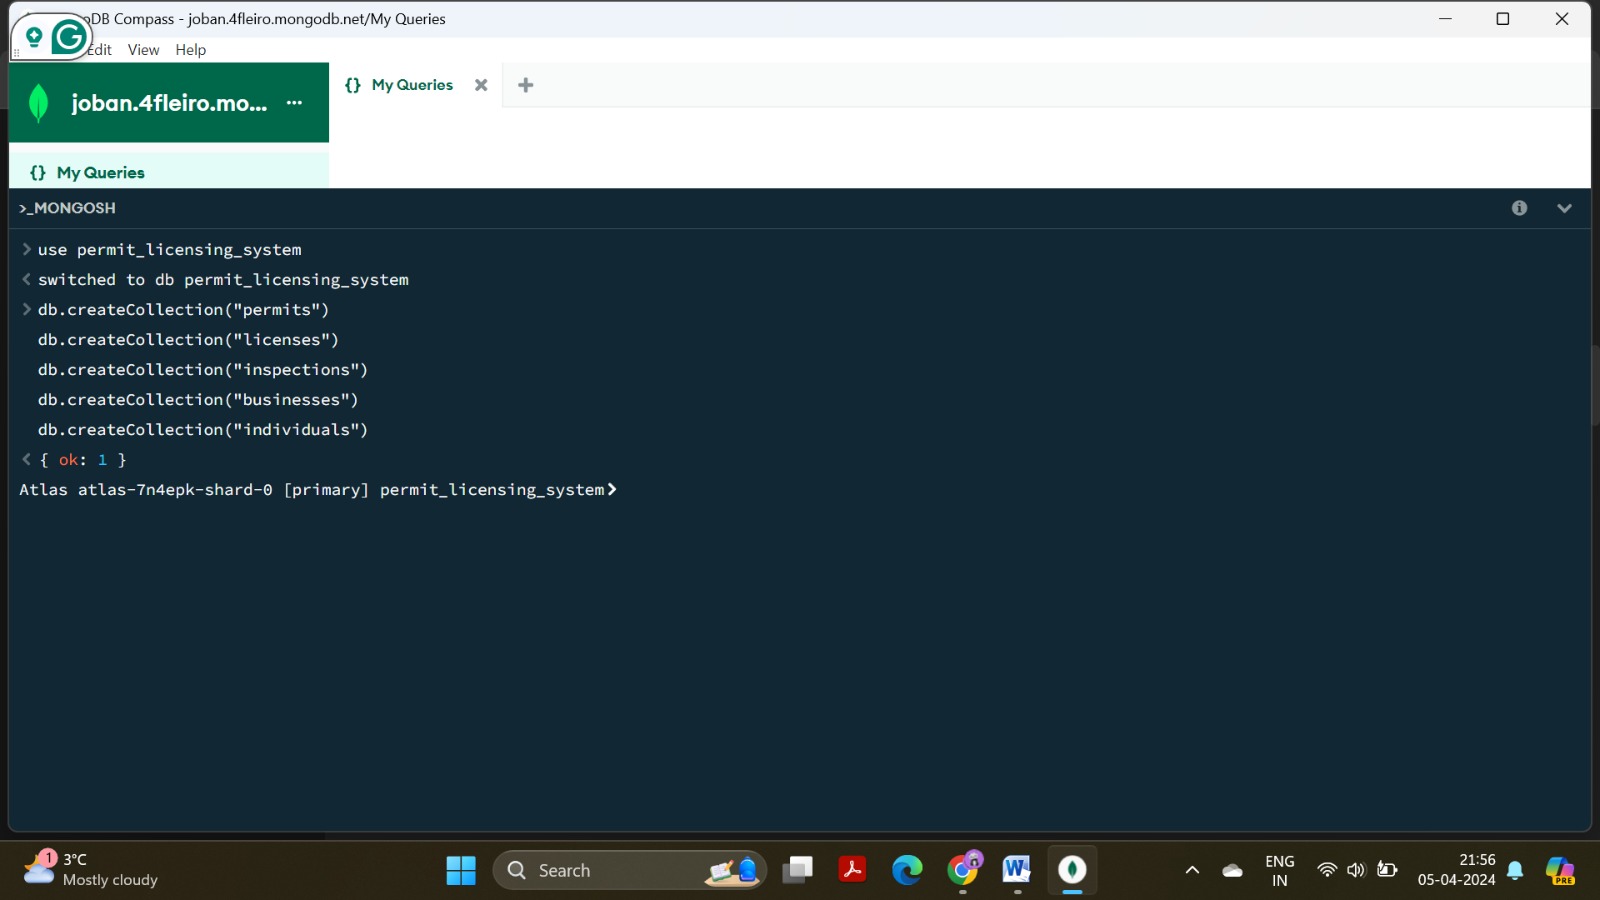 DB Compass - joban.4fleiro.mongodb.net/My Queries
Edit View Help
joban.4fleiro.mo... ...
{} My Queries
{} My Queries
>_MONGOSH
> use permit_licensing_system
< switched to db permit_licensing_system
> db.createCollection("permits")
db.createCollection("licenses")
db.createCollection("inspections")
db.createCollection("businesses")
db.createCollection("individuals")
< { ok: 1 }
Atlas atlas-7n4epk-shard-0 [primary] permit_licensing_system>
1
3°C
Mostly cloudy
Search
ENG
IN
21:56
05-04-2024
PRE